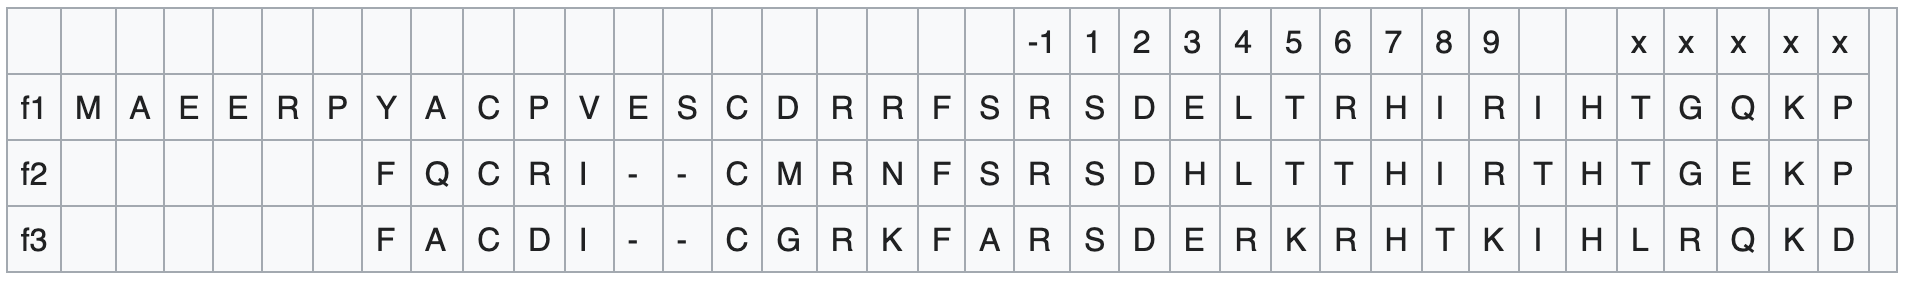 -1 1 2 3 4 5 6 7 8 9 x x x x x
f1 M A E E R P Y A C P V E S C D R R F S R S D E L T R H I R I H T G Q K P
f2 F Q C R I - - C M R N F S R S D H L T T H I R T H T G E K P
f3 F A C D I - - C G R K F A R S D E R K R H T K I H L R Q K D